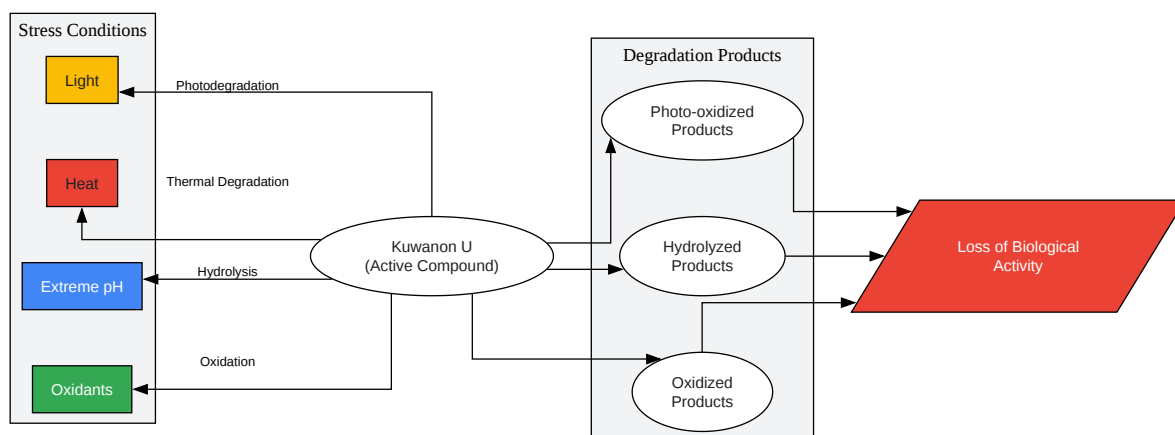 Stress Conditions
Light
Heat
Extreme pH
Oxidants
Photodegradation
Thermal Degradation
Hydrolysis
Oxidation
Kuwanon U
(Active Compound)
Degradation Products
Photo-oxidized
Products
Hydrolyzed
Products
Oxidized
Products
Loss of Biological
Activity